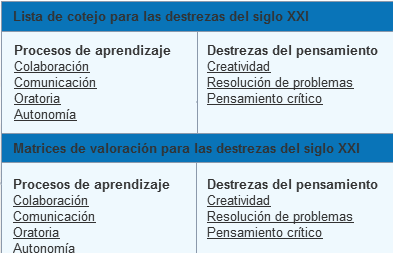 Lista de cotejo para las destrezas del siglo XXI
Procesos de aprendizaje
Colaboración
Comunicación
Oratoria
Autonomía
Destrezas del pensamiento
Creatividad
Resolución de problemas
Pensamiento crítico
Matrices de valoración para las destrezas del siglo XXI
Procesos de aprendizaje
Colaboración
Comunicación
Oratoria
Autonomía
Destrezas del pensamiento
Creatividad
Resolución de problemas
Pensamiento crítico